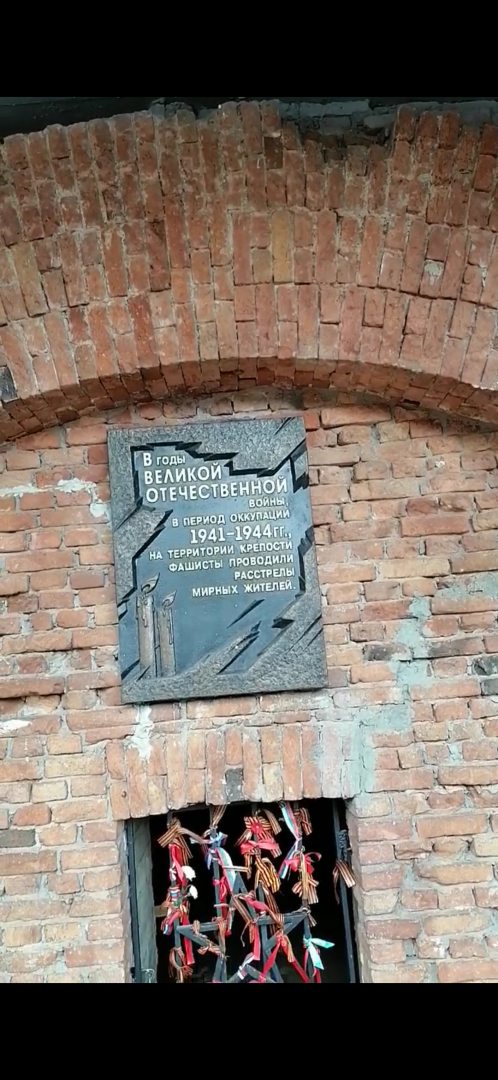 В годы
ВЕЛИКОЙ
ОТЕЧЕСТВЕННОЙ
ВОЙНЫ,
В ПЕРИОД ОККУПАЦИИ
1941-1944гг.,
НА ТЕРРИТОРИИ КРЕПОСТИ
ФАШИСТЫ ПРОВОДИЛИ
РАССТРЕЛЫ
МИРНЫХ ЖИТЕЛЕЙ.